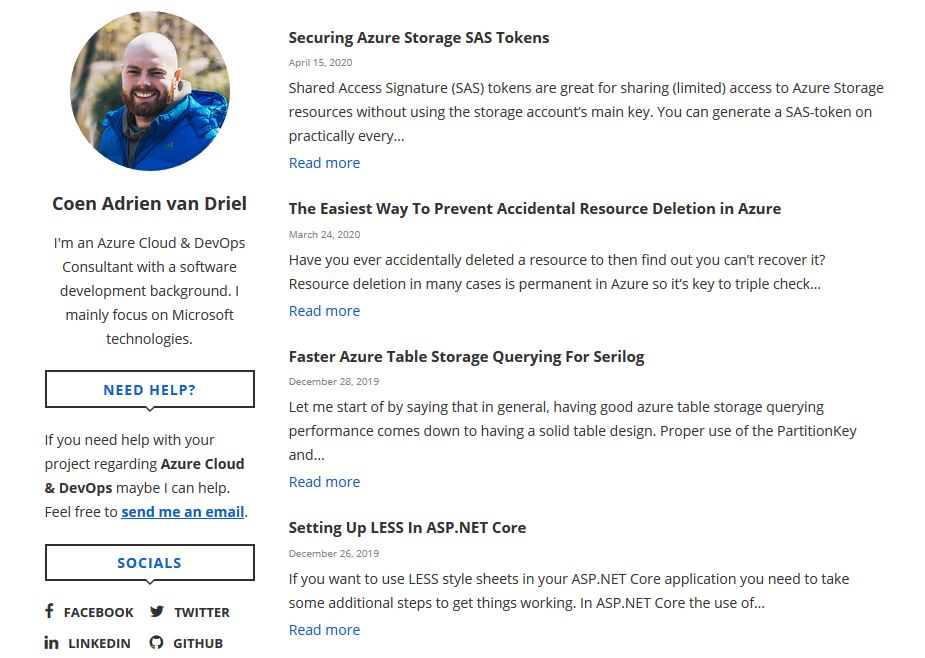 Coen Adrien van Driel
I'm an Azure Cloud & DevOps
Consultant with a software
development background. I
mainly focus on Microsoft
technologies.
NEED HELP?
If you need help with your
project regarding Azure Cloud
& DevOps maybe I can help.
Feel free to send me an email.
SOCIALS
FACEBOOK TWITTER
LINKEDIN GITHUB
Securing Azure Storage SAS Tokens
April 15, 2020
Shared Access Signature (SAS) tokens are great for sharing (limited) access to Azure Storage
resources without using the storage account’s main key. You can generate a SAS-token on
practically every…
Read more
The Easiest Way To Prevent Accidental Resource Deletion in Azure
March 24, 2020
Have you ever accidentally deleted a resource to then find out you can’t recover it?
Resource deletion in many cases is permanent in Azure so it’s key to triple check…
Read more
Faster Azure Table Storage Querying For Serilog
December 28, 2019
Let me start of by saying that in general, having good azure table storage querying
performance comes down to having a solid table design. Proper use of the PartitionKey
and…
Read more
Setting Up LESS In ASP.NET Core
December 26, 2019
If you want to use LESS style sheets in your ASP.NET Core application you need to take
some additional steps to get things working. In ASP.NET Core the use of…
Read more